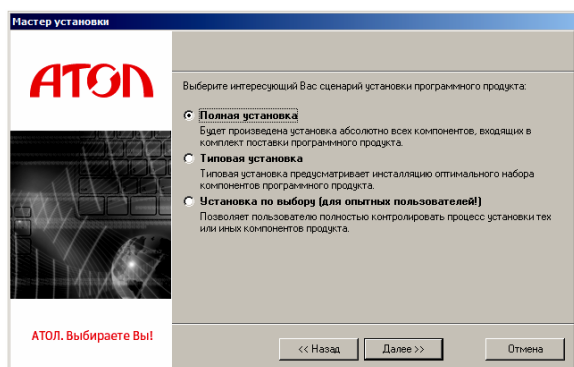 Мастер установки
АТОЛ
Выберите интересующий Вас сценарий установки программного продукта:
Полная установка
Будет произведена установка абсолютно всех компонентов, входящих в
комплект поставки программного продукта.
Типовая установка
Типовая установка предусматривает инсталляцию оптимального набора
компонентов программного продукта.
Установка по выбору (для опытных пользователей!)
Позволяет пользователю полностью контролировать процесс установки тех
или иных компонентов продукта.
АТОЛ. Выбираете Вы!
<< Назад
Далее >>
Отмена